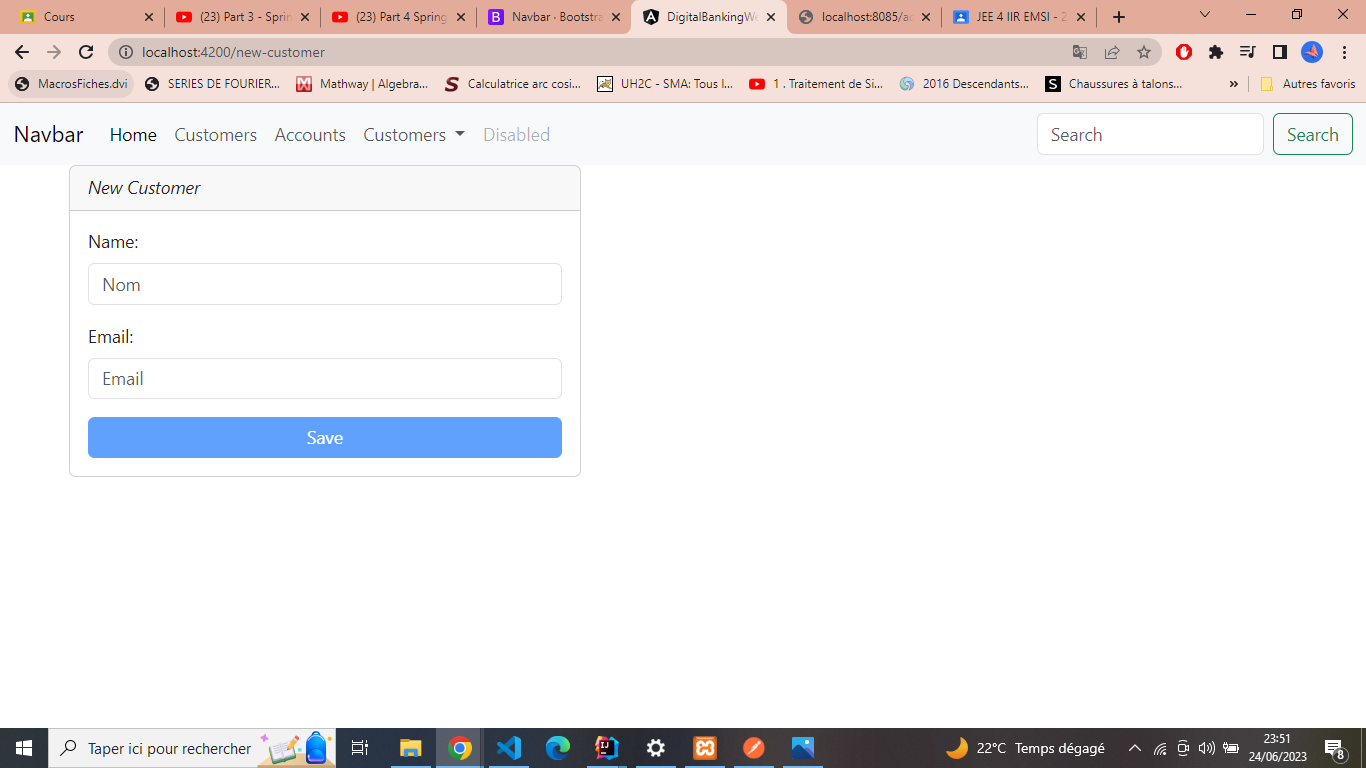 Cours
(23) Part 3 - Sprin
(23) Part 4 Spring
Navbar · Bootstra
DigitalBankingWe
localhost:8085/ac
JEE 4 IIR EMSI - 2
localhost:4200/new-customer
MacrosFiches.dvi
SERIES DE FOURIER...
Mathway | Algebra...
Calculatrice arc cosi...
UH2C - SMA: Tous l...
1 . Traitement de Si...
2016 Descendants...
Chaussures à talons...
»
Autres favoris
Navbar
Home
Customers
Accounts
Customers
Disabled
Search
Search
New Customer
Name:
Nom
Email:
Email
Save
Taper ici pour rechercher
22°C Temps dégagé
23:51
24/06/2023
8